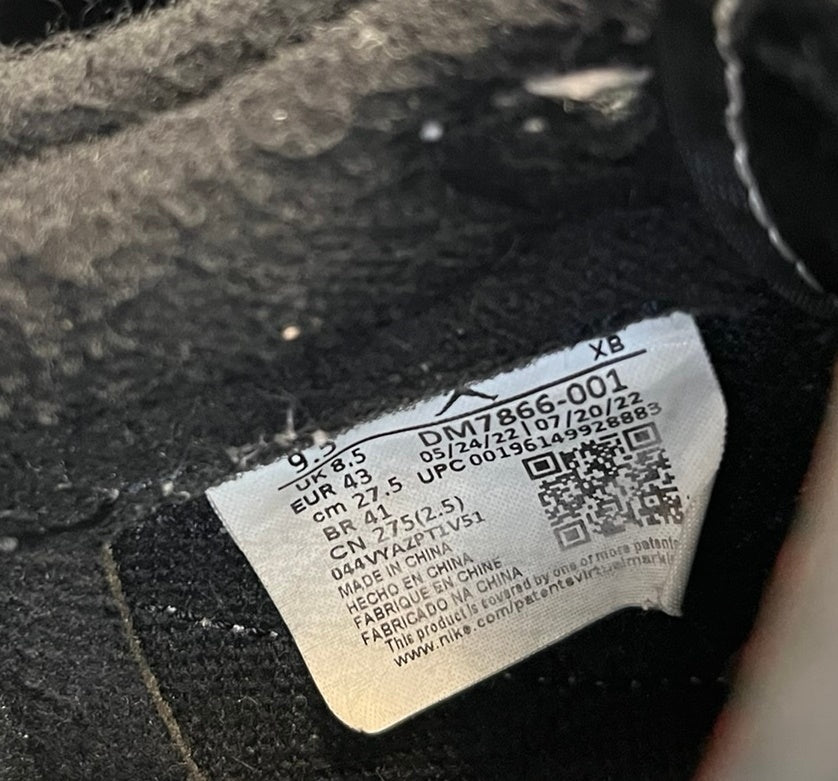 XB
9.5
UK 8.5
EUR 43
cm 27.5
BR 41
CN 275(2.5)
DM7866-001
05/24/22 | 07/20/22
UPC 00196149928883
044VYAZPT1V51
MADE IN CHINA
HECHO EN CHINA
FABRIQUE EN CHINE
FABRICADO NA CHINA
This product is covered by one or more patents
www.nike.com/patentsvirtualmarki